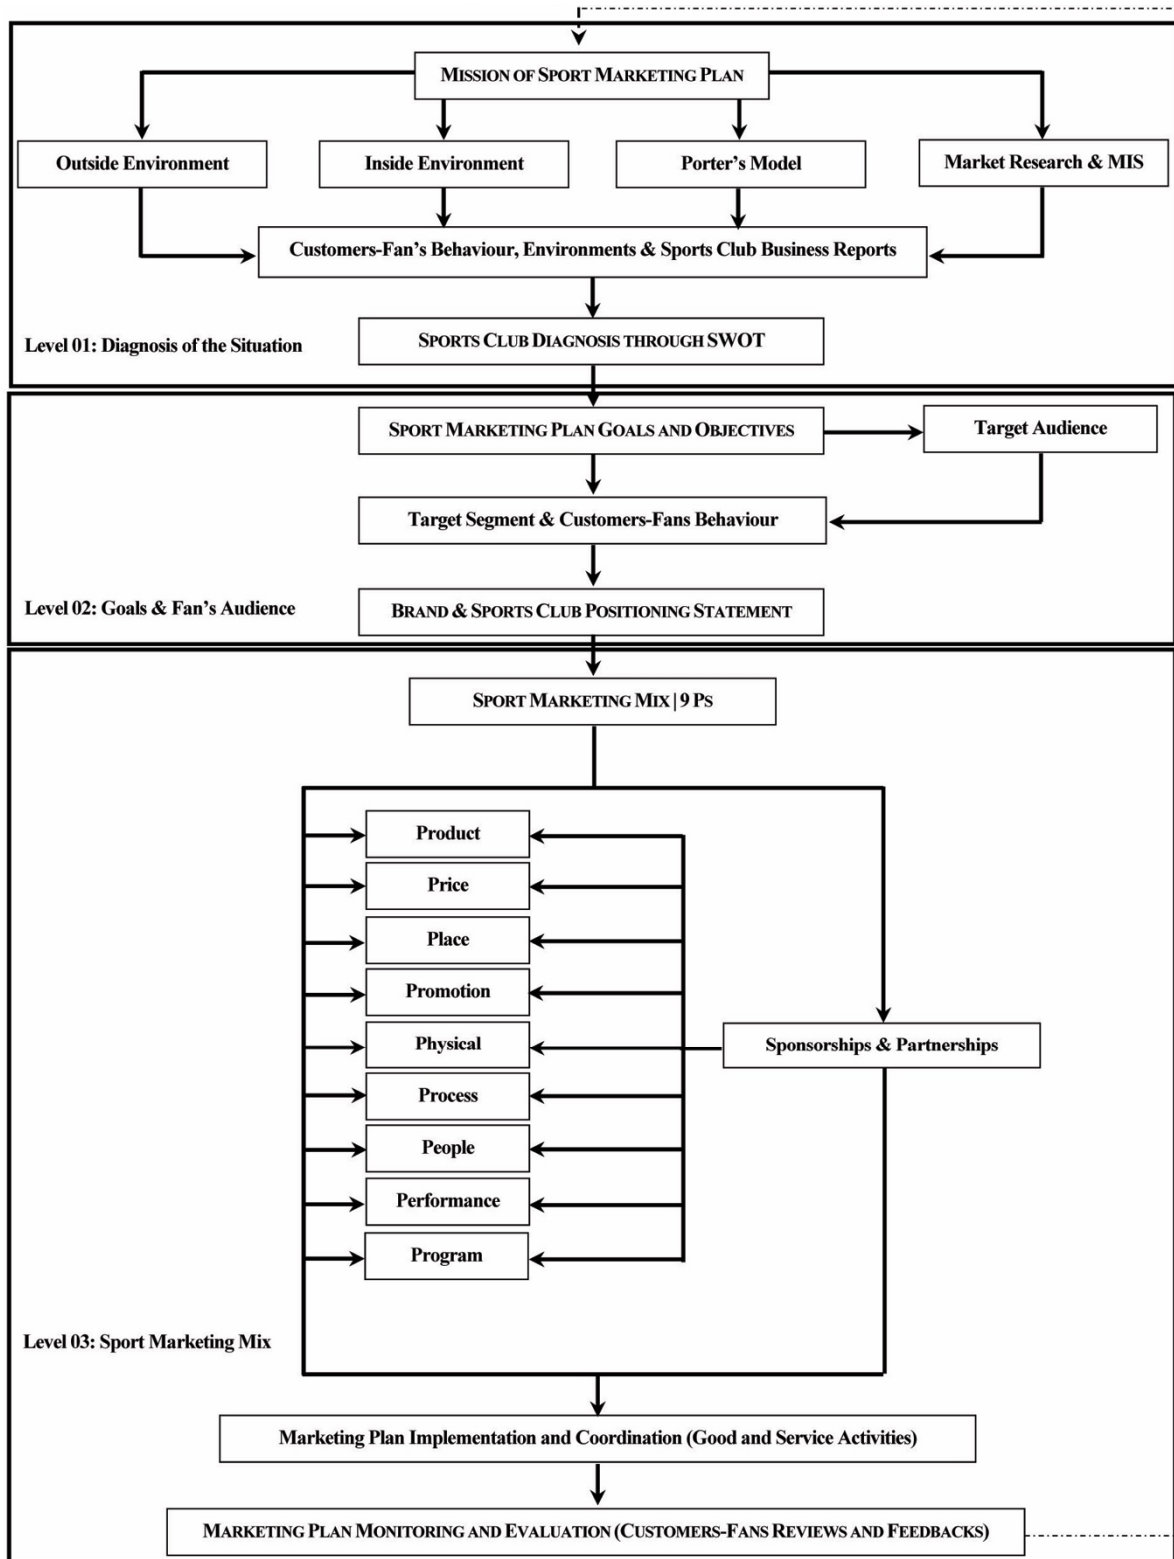 MISSION OF SPORT MARKETING PLAN
Outside Environment
Inside Environment
Porter's Model
Market Research & MIS
Customers-Fan's Behaviour, Environments & Sports Club Business Reports
SPORTS CLUB DIAGNOSIS THROUGH SWOT
Level 01: Diagnosis of the Situation
SPORT MARKETING PLAN GOALS AND OBJECTIVES
Target Audience
Target Segment & Customers-Fans Behaviour
BRAND & SPORTS CLUB POSITIONING STATEMENT
Level 02: Goals & Fan's Audience
SPORT MARKETING MIX | 9 PS
Product
Price
Place
Promotion
Physical
Sponsorships & Partnerships
Process
People
Performance
Program
Level 03: Sport Marketing Mix
Marketing Plan Implementation and Coordination (Good and Service Activities)
MARKETING PLAN MONITORING AND EVALUATION (CUSTOMERS-FANS REVIEWS AND FEEDBACKS)